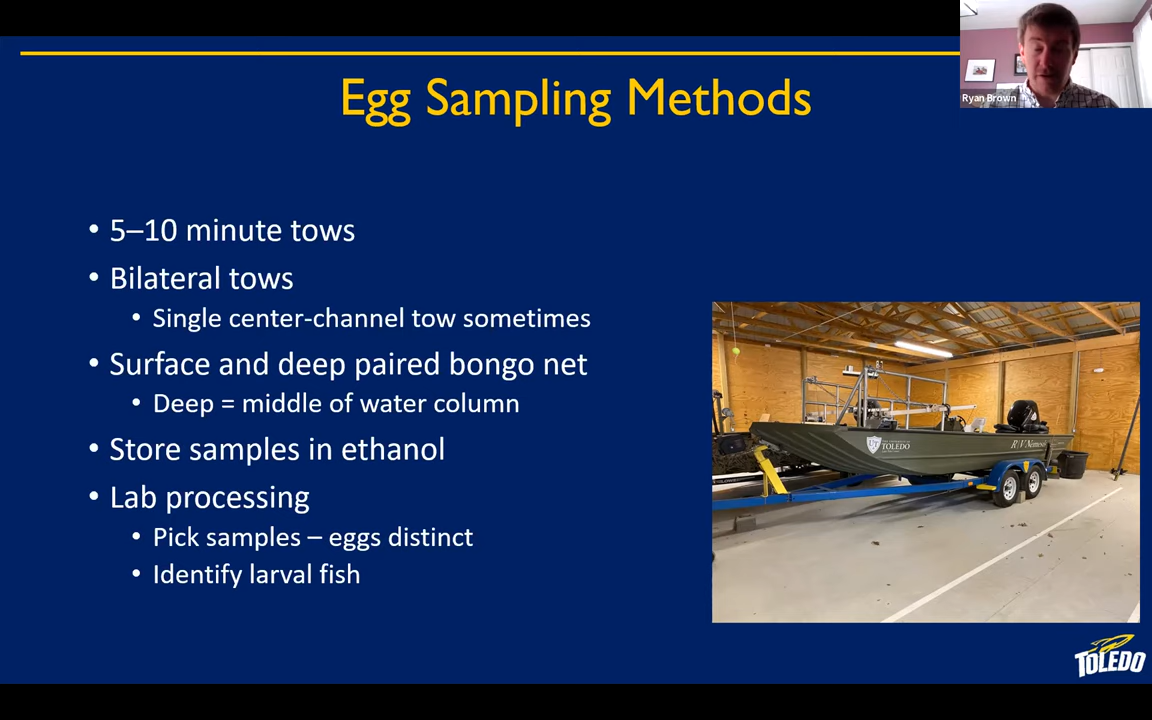 Egg Sampling Methods
Ryan Brown
• 5–10 minute tows
• Bilateral tows
• Single center-channel tow sometimes
• Surface and deep paired bongo net
• Deep = middle of water column
• Store samples in ethanol
• Lab processing
• Pick samples – eggs distinct
• Identify larval fish
TOLEDO
R/V Nemesis
TOLEDO